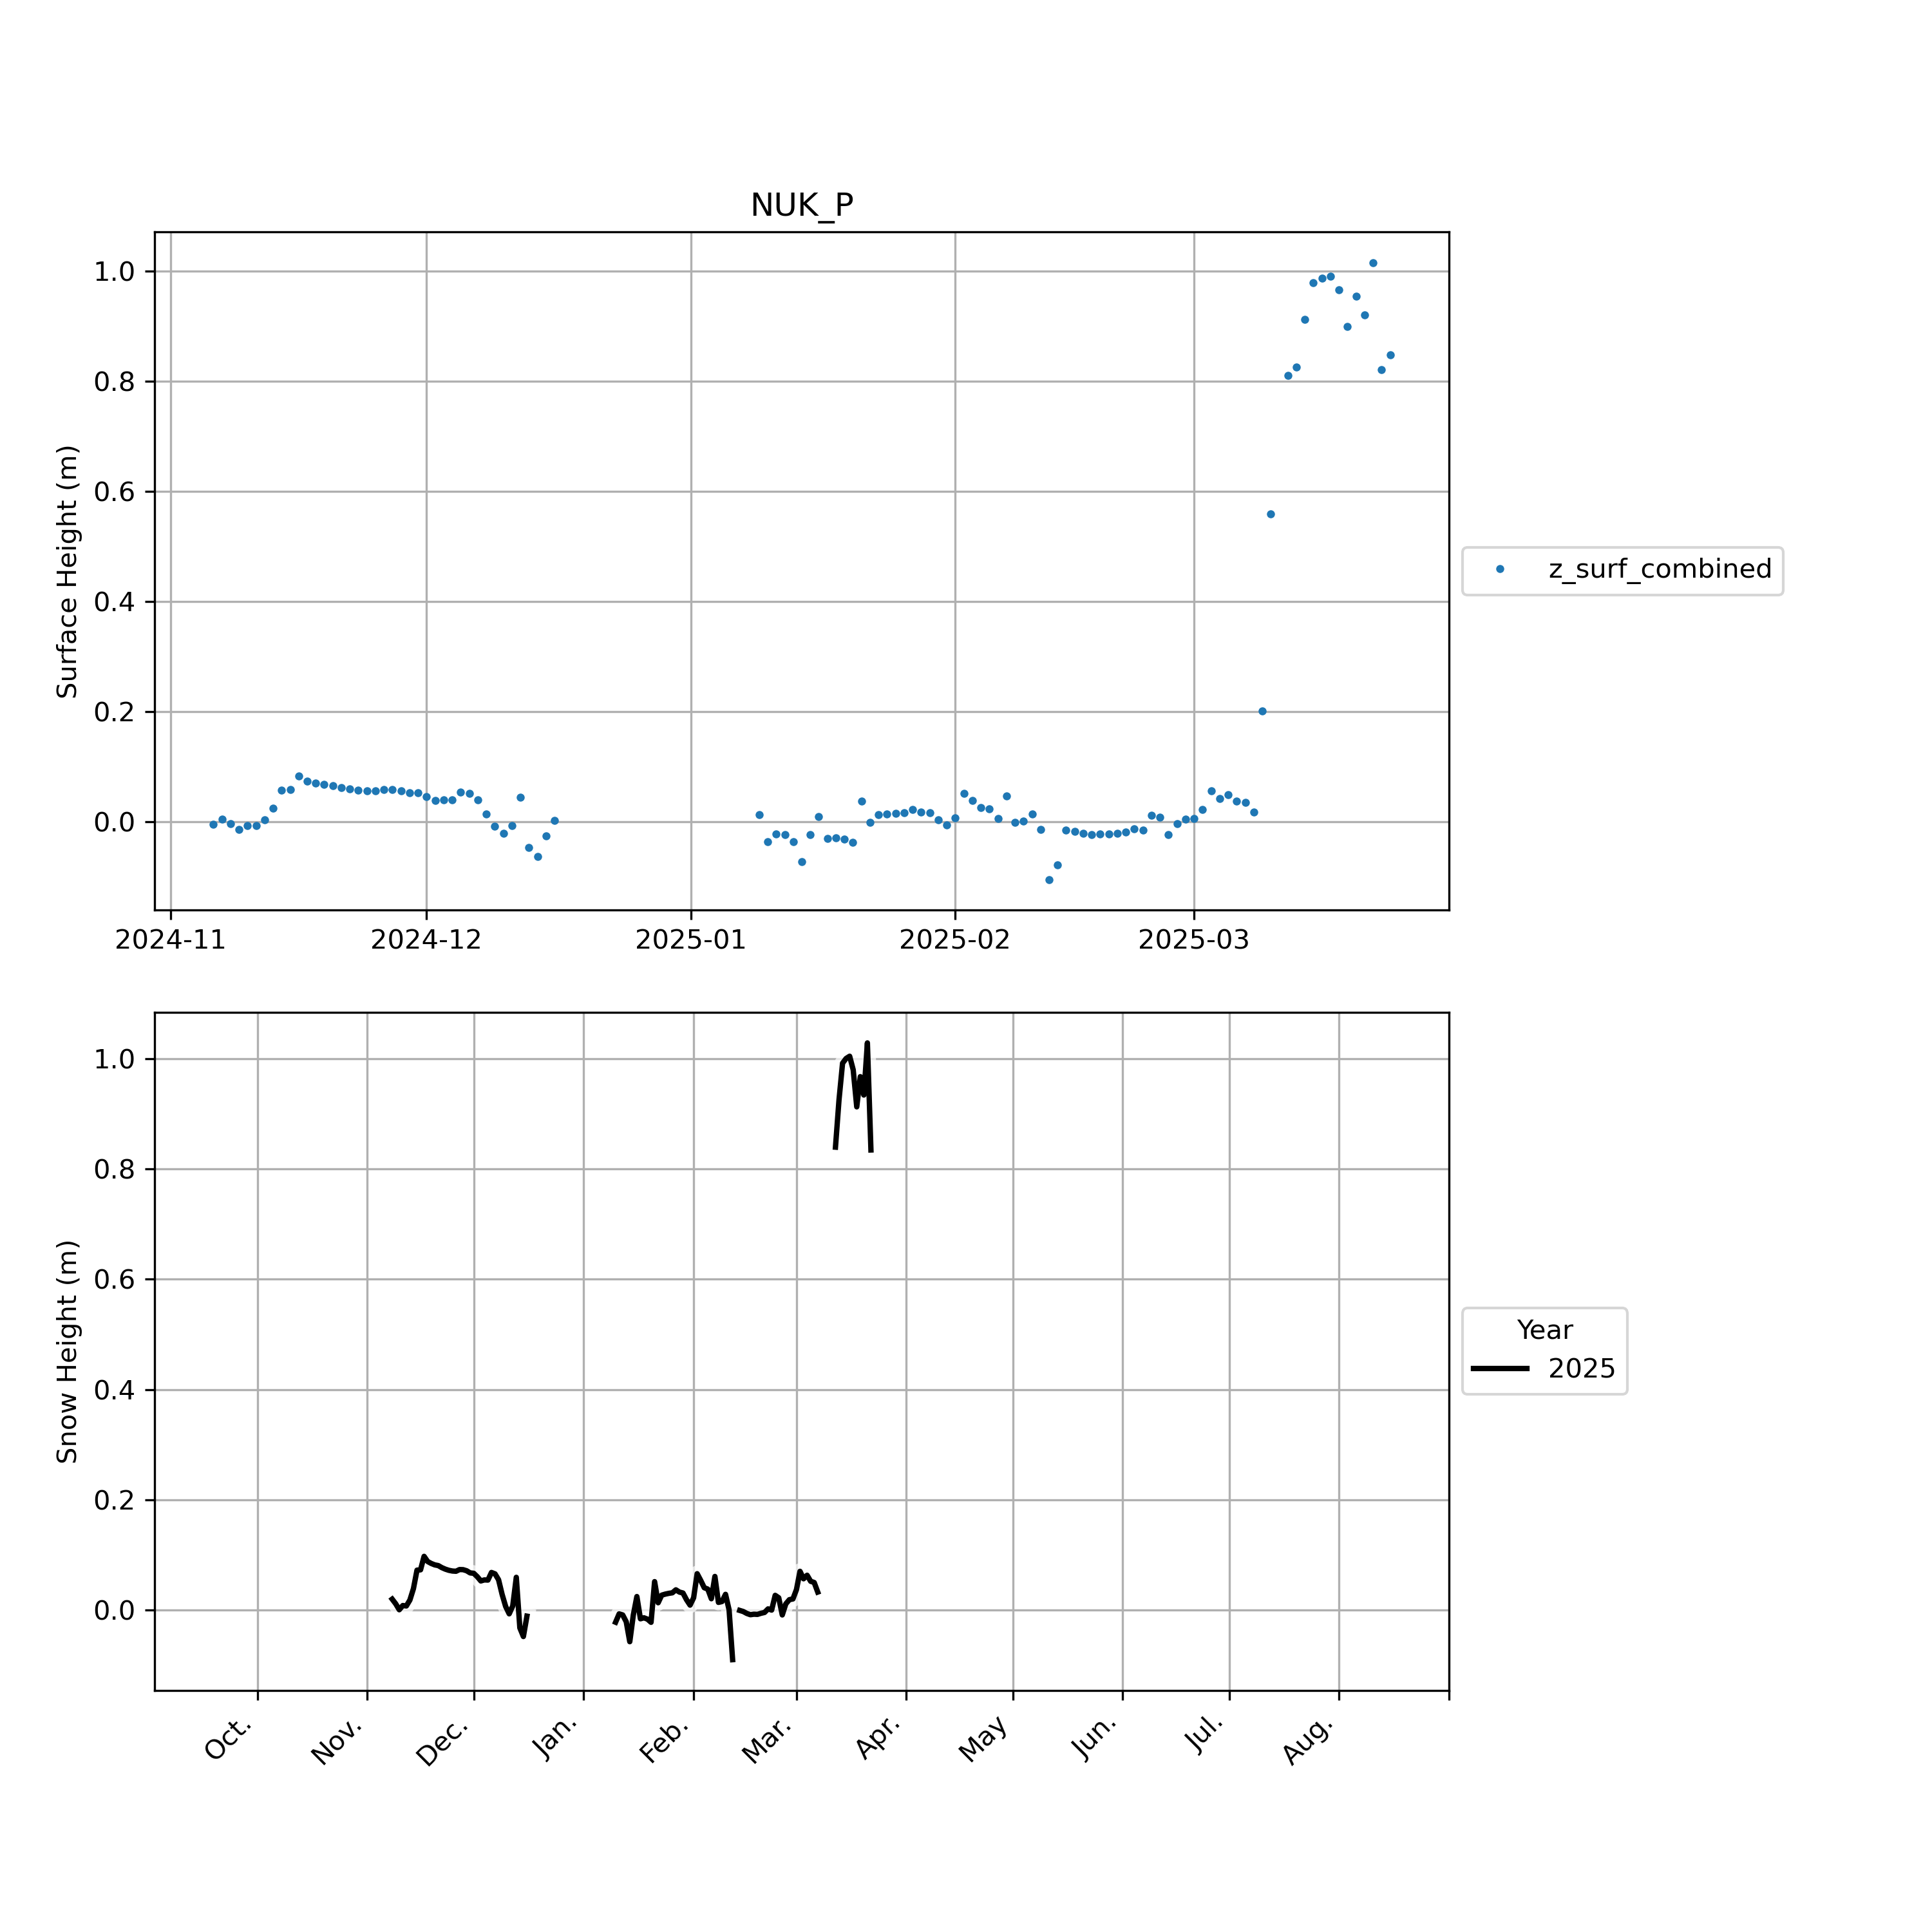 NUK_P
1.0
0.8
0.6
0.4
0.2
0.0
Surface Height (m)
2024-11 2024-12 2025-01 2025-02 2025-03
z_surf_combined
1.0
0.8
0.6
0.4
0.2
0.0
Snow Height (m)
Oct. Nov. Dec. Jan. Feb. Mar. Apr. May Jun. Jul. Aug.
Year
2025